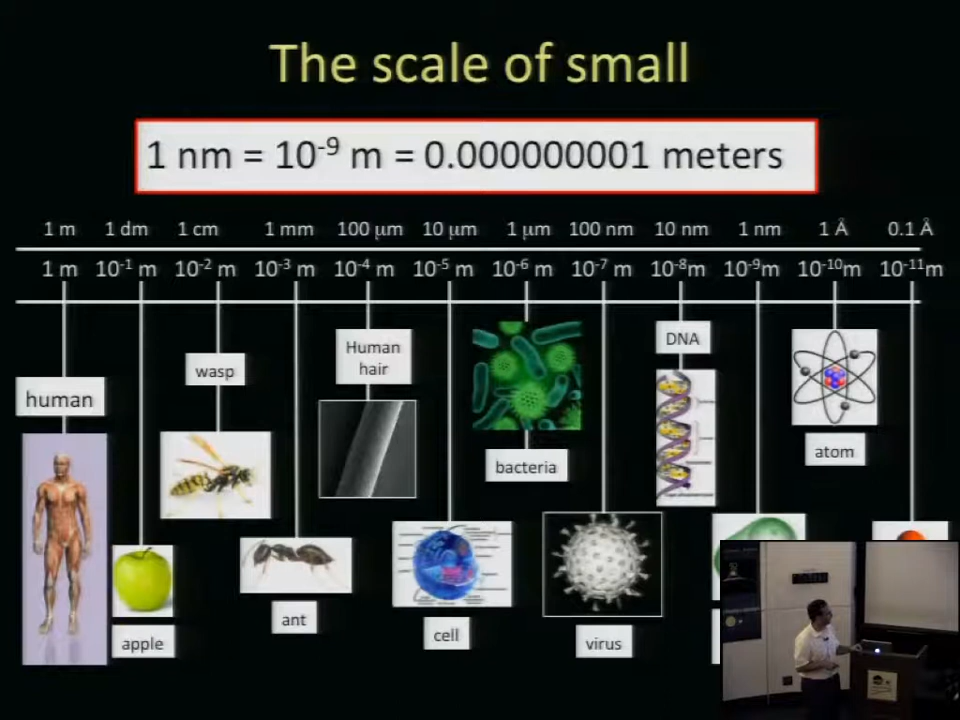 The scale of small
1 nm = 10⁻⁹ m = 0.000000001 meters
1 m 1 dm 1 cm 1 mm 100 µm 10 µm 1 µm 100 nm 10 nm 1 nm 1 Å 0.1 Å
1 m 10⁻¹ m 10⁻² m 10⁻³ m 10⁻⁴ m 10⁻⁵ m 10⁻⁶ m 10⁻⁷ m 10⁻⁸m 10⁻⁹m 10⁻¹⁰m 10⁻¹¹m
human
apple
wasp
ant
Human
hair
cell
bacteria
virus
DNA
atom